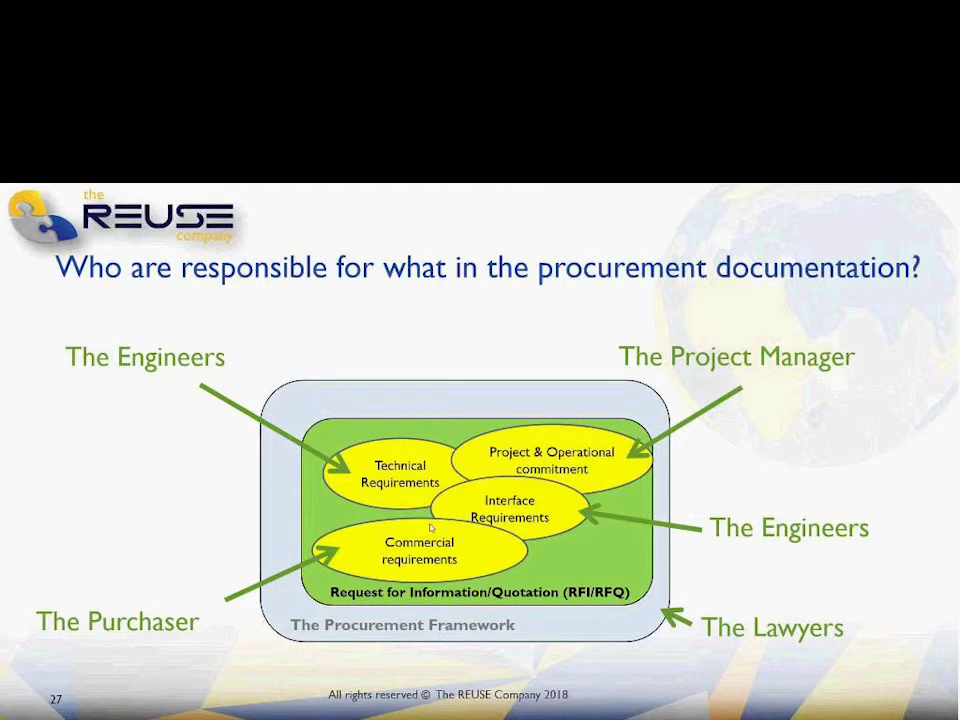 the
REUSE
company
Who are responsible for what in the procurement documentation?
The Engineers
The Project Manager
Technical
Requirements
Project & Operational
commitment
Interface
Requirements
The Engineers
Commercial
requirements
Request for Information/Quotation (RFI/RFQ)
The Purchaser
The Procurement Framework
The Lawyers
27
All rights reserved © The REUSE Company 2018